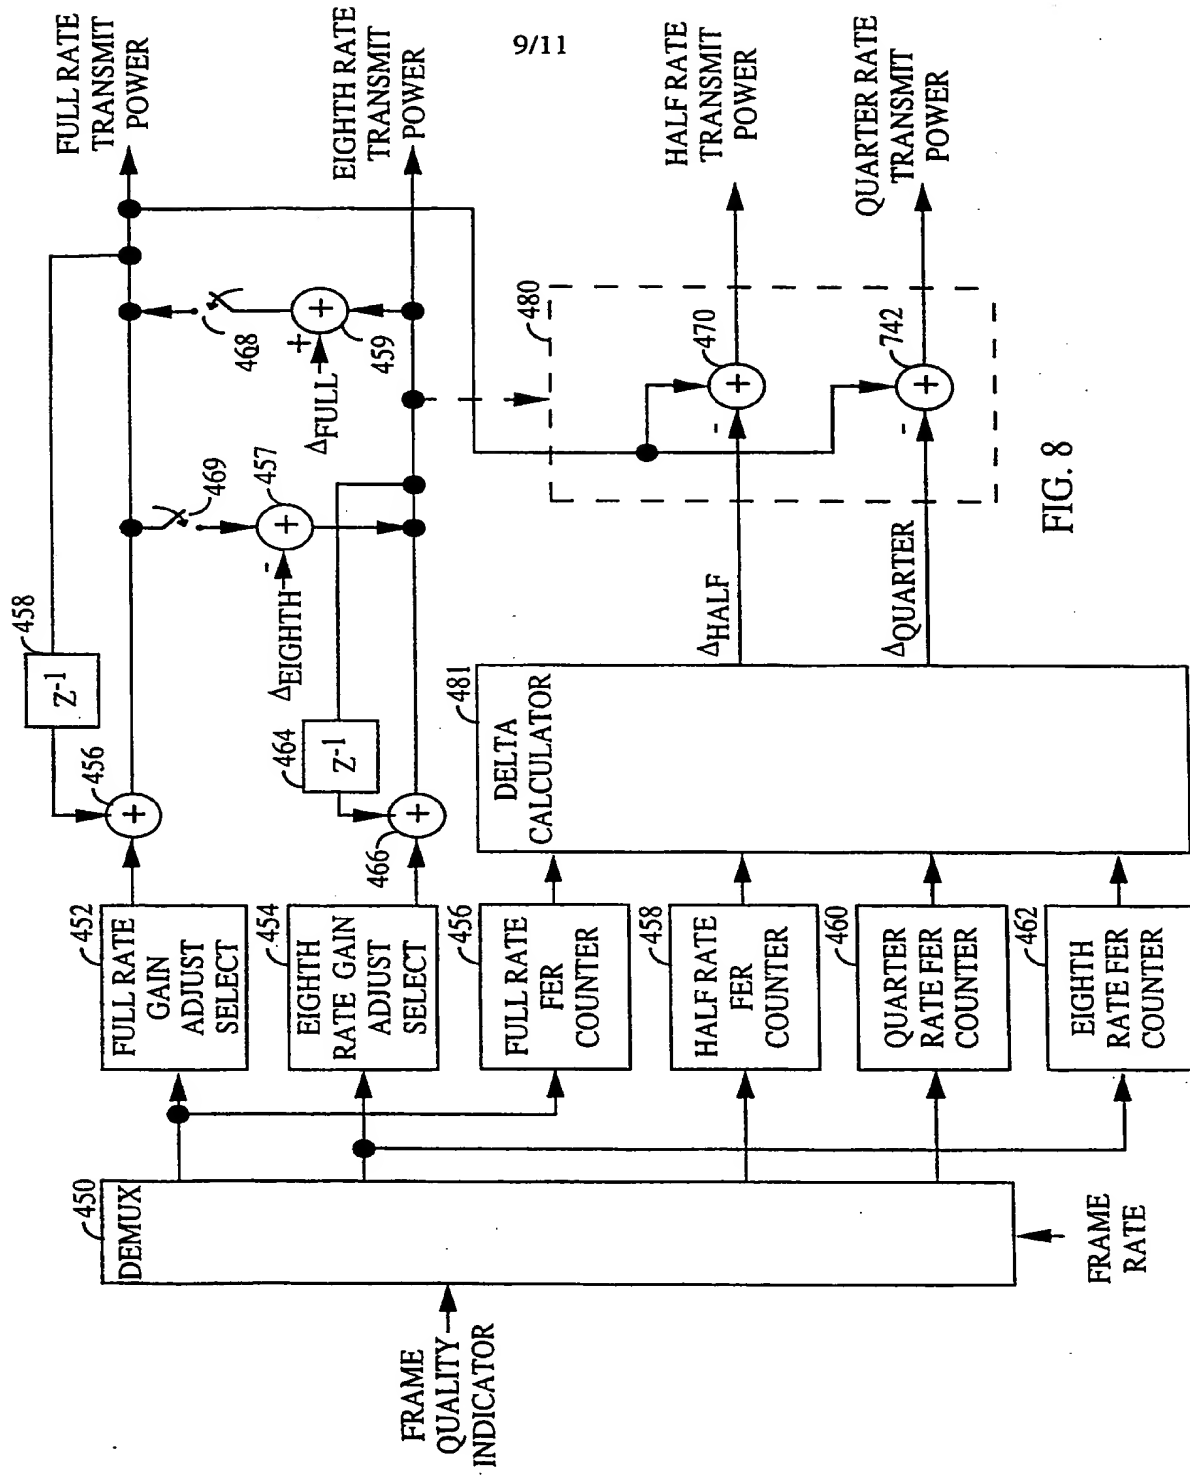 9/11
FRAME
QUALITY
INDICATOR
FRAME
RATE
450
DEMUX
452
FULL RATE
GAIN
ADJUST
SELECT
454
EIGHTH
RATE GAIN
ADJUST
SELECT
456
FULL RATE
FER
COUNTER
458
HALF RATE
FER
COUNTER
460
QUARTER
RATE FER
COUNTER
462
EIGHTH
RATE FER
COUNTER
456
+
458
Z-1
466
+
464
Z-1
481
DELTA
CALCULATOR
469
457
+
-
ΔEIGHTH
468
459
+
+
ΔFULL
480
470
+
-
ΔHALF
742
+
-
ΔQUARTER
FULL RATE
TRANSMIT
POWER
EIGHTH RATE
TRANSMIT
POWER
HALF RATE
TRANSMIT
POWER
QUARTER RATE
TRANSMIT
POWER
FIG. 8